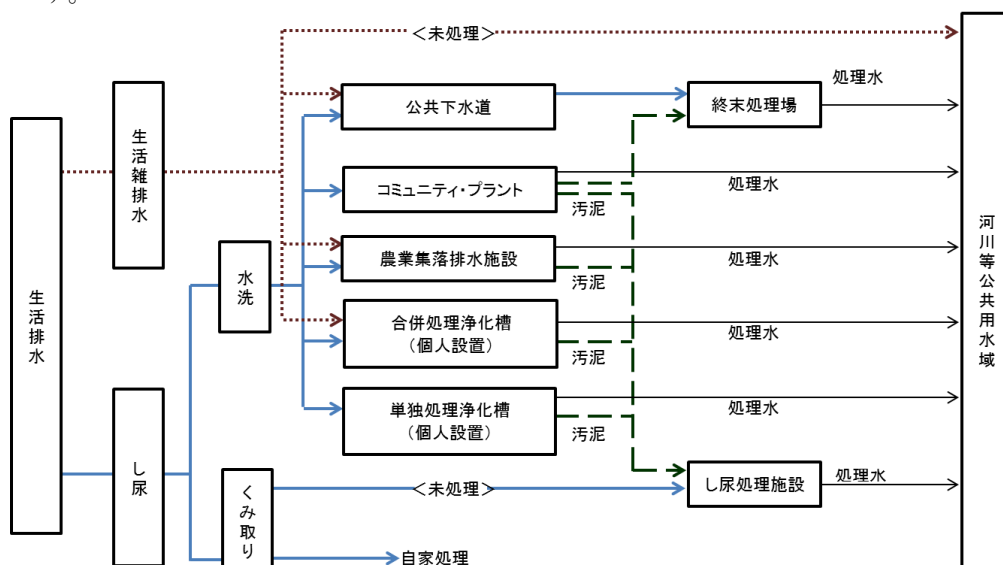 す。
＜未処理＞
処理水
公共下水道
終末処理場
生活雑排水
コミュニティ・プラント
処理水
汚泥
水洗
農業集落排水施設
処理水
汚泥
河川等公共用水域
生活排水
合併処理浄化槽
（個人設置）
処理水
汚泥
単独処理浄化槽
（個人設置）
処理水
汚泥
し尿
くみ取り
＜未処理＞
し尿処理施設
処理水
自家処理